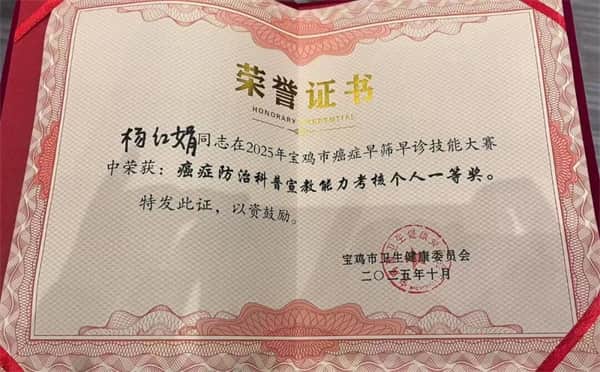 荣誉证书
HONORARY CREDENTIAL
杨红娟同志在2025年宝鸡市癌症早筛早诊技能大赛
中荣获：癌症防治科普宣教能力考核个人一等奖。
特发此证，以资鼓励。
宝鸡市卫生健康委员会
二〇二五年十月